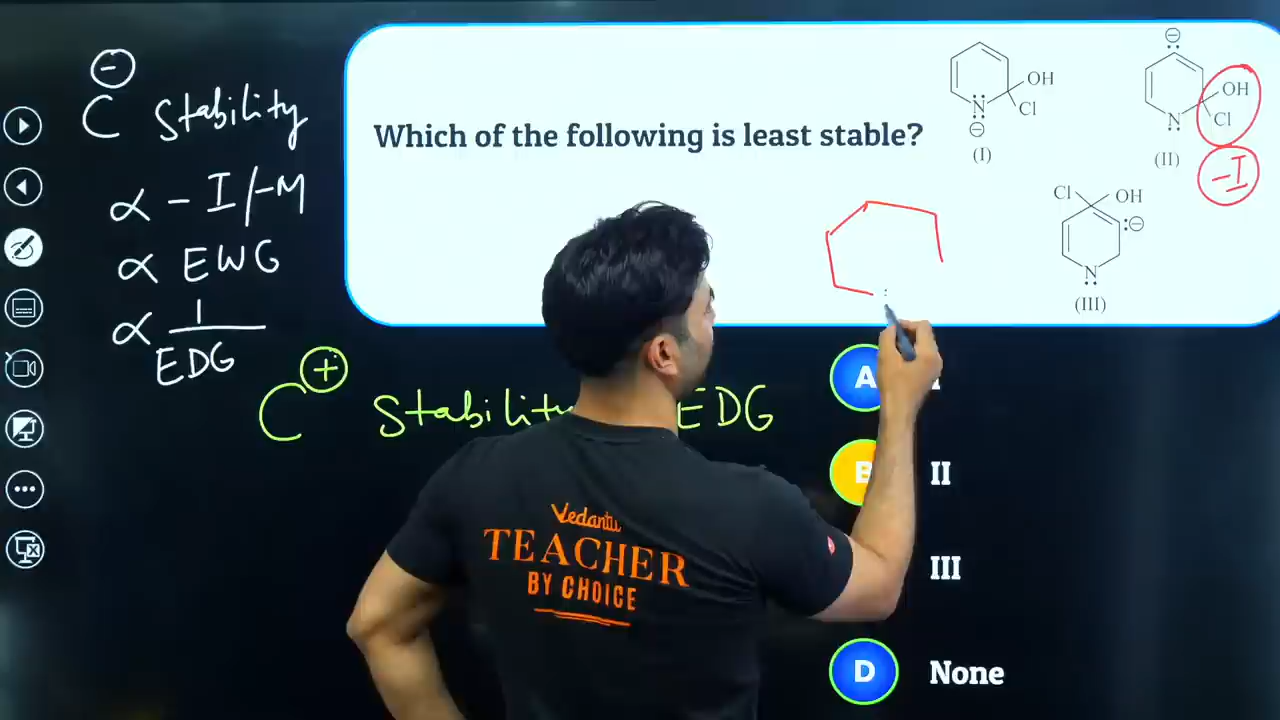 ⊖
C Stability
∝ - I/-M
∝ EWG
∝ 1
EDG
C ⊕ Stability EDG
Which of the following is least stable?
OH
Cl
N
⊖
(I)
⊖
OH
Cl
N
(II)
-I
Cl OH
⊖
N
(III)
A
B II
III
D None
Vedantu
TEACHER
BY CHOICE